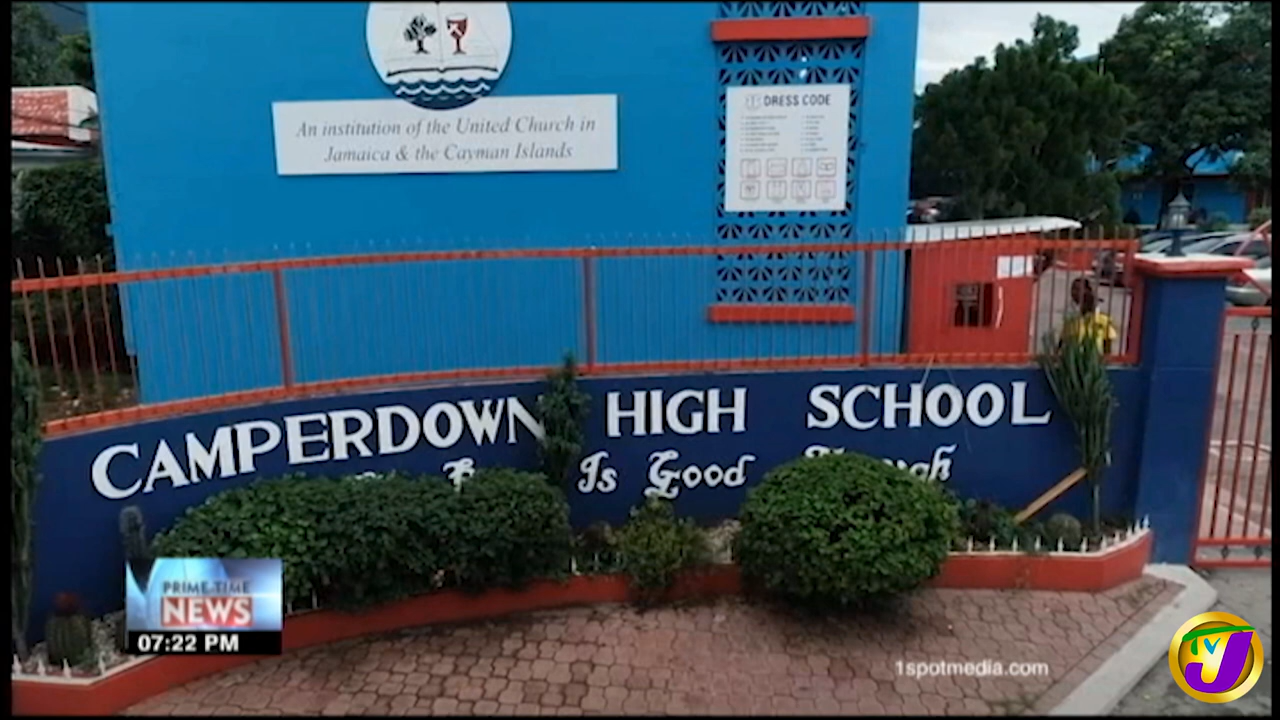 An institution of the United Church in
Jamaica & the Cayman Islands
DRESS CODE
CAMPERDOWN HIGH SCHOOL
Is Good
PRIME TIME
NEWS
07:22 PM
1spotmedia.com
TVJ